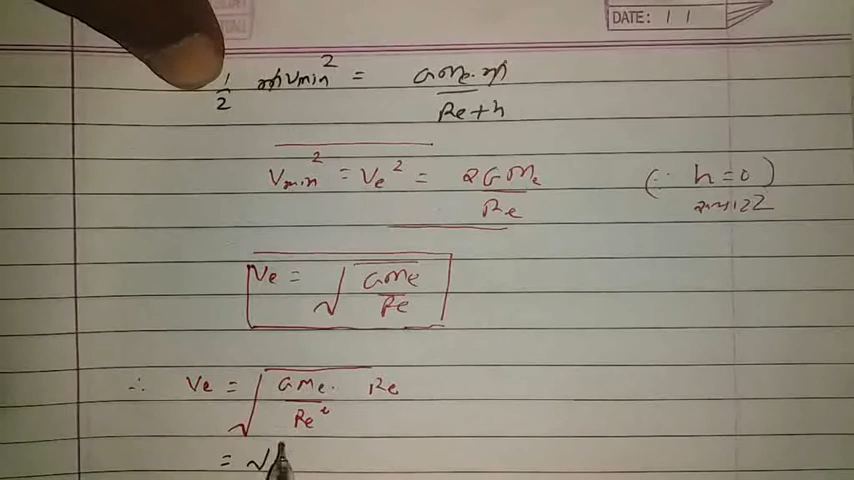 DATE: / /
1/2 mvmin² = GMe.m / Re+h
Vmin² = Ve² = 2GMe / Re (∵ h=0)
Ve = √ GMe / Re
∴ Ve = √ GMe. Re / Re²
= √